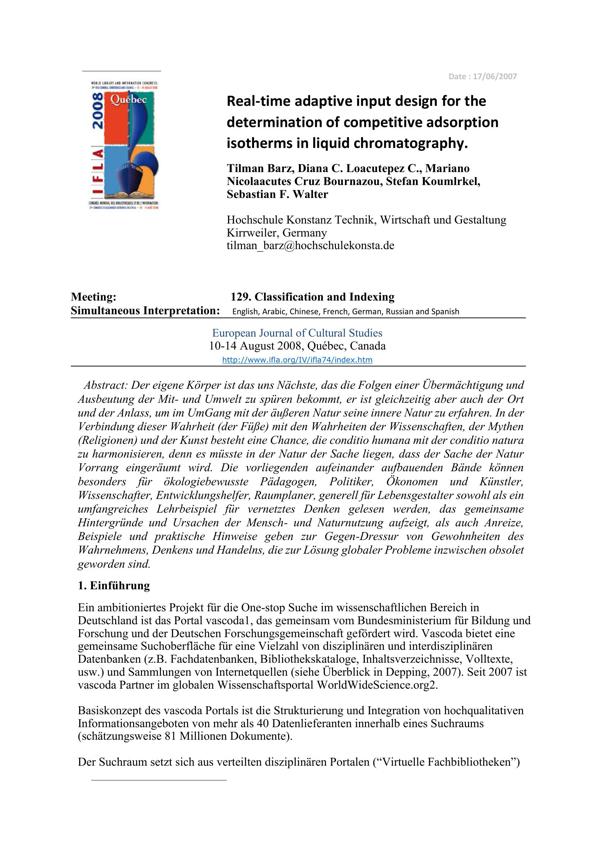 Date : 17/06/2007
WORLD LIBRARY AND INFORMATION CONGRESS:
IFLA 2008
Québec
Real-time adaptive input design for the
determination of competitive adsorption
isotherms in liquid chromatography.
Tilman Barz, Diana C. Loacutepez C., Mariano
Nicolaacutes Cruz Bournazou, Stefan Koumlrkel,
Sebastian F. Walter
Hochschule Konstanz Technik, Wirtschaft und Gestaltung
Kirrweiler, Germany
tilman_barz@hochschulekonsta.de
Meeting: 129. Classification and Indexing
Simultaneous Interpretation: English, Arabic, Chinese, French, German, Russian and Spanish
European Journal of Cultural Studies
10-14 August 2008, Québec, Canada
http://www.ifla.org/IV/ifla74/index.htm
Abstract: Der eigene Körper ist das uns Nächste, das die Folgen einer Übermächtigung und
Ausbeutung der Mit- und Umwelt zu spüren bekommt, er ist gleichzeitig aber auch der Ort
und der Anlass, um im UmGang mit der äußeren Natur seine innere Natur zu erfahren. In der
Verbindung dieser Wahrheit (der Füße) mit den Wahrheiten der Wissenschaften, der Mythen
(Religionen) und der Kunst besteht eine Chance, die conditio humana mit der conditio natura
zu harmonisieren, denn es müsste in der Natur der Sache liegen, dass der Sache der Natur
Vorrang eingeräumt wird. Die vorliegenden aufeinander aufbauenden Bände können
besonders für ökologiebewusste Pädagogen, Politiker, Ökonomen und Künstler,
Wissenschafter, Entwicklungshelfer, Raumplaner, generell für Lebensgestalter sowohl als ein
umfangreiches Lehrbeispiel für vernetztes Denken gelesen werden, das gemeinsame
Hintergründe und Ursachen der Mensch- und Naturnutzung aufzeigt, als auch Anreize,
Beispiele und praktische Hinweise geben zur Gegen-Dressur von Gewohnheiten des
Wahrnehmens, Denkens und Handelns, die zur Lösung globaler Probleme inzwischen obsolet
geworden sind.
1. Einführung
Ein ambitioniertes Projekt für die One-stop Suche im wissenschaftlichen Bereich in
Deutschland ist das Portal vascoda1, das gemeinsam vom Bundesministerium für Bildung und
Forschung und der Deutschen Forschungsgemeinschaft gefördert wird. Vascoda bietet eine
gemeinsame Suchoberfläche für eine Vielzahl von disziplinären und interdisziplinären
Datenbanken (z.B. Fachdatenbanken, Bibliothekskataloge, Inhaltsverzeichnisse, Volltexte,
usw.) und Sammlungen von Internetquellen (siehe Überblick in Depping, 2007). Seit 2007 ist
vascoda Partner im globalen Wissenschaftsportal WorldWideScience.org2.
Basiskonzept des vascoda Portals ist die Strukturierung und Integration von hochqualitativen
Informationsangeboten von mehr als 40 Datenlieferanten innerhalb eines Suchraums
(schätzungsweise 81 Millionen Dokumente).
Der Suchraum setzt sich aus verteilten disziplinären Portalen (“Virtuelle Fachbibliotheken”)